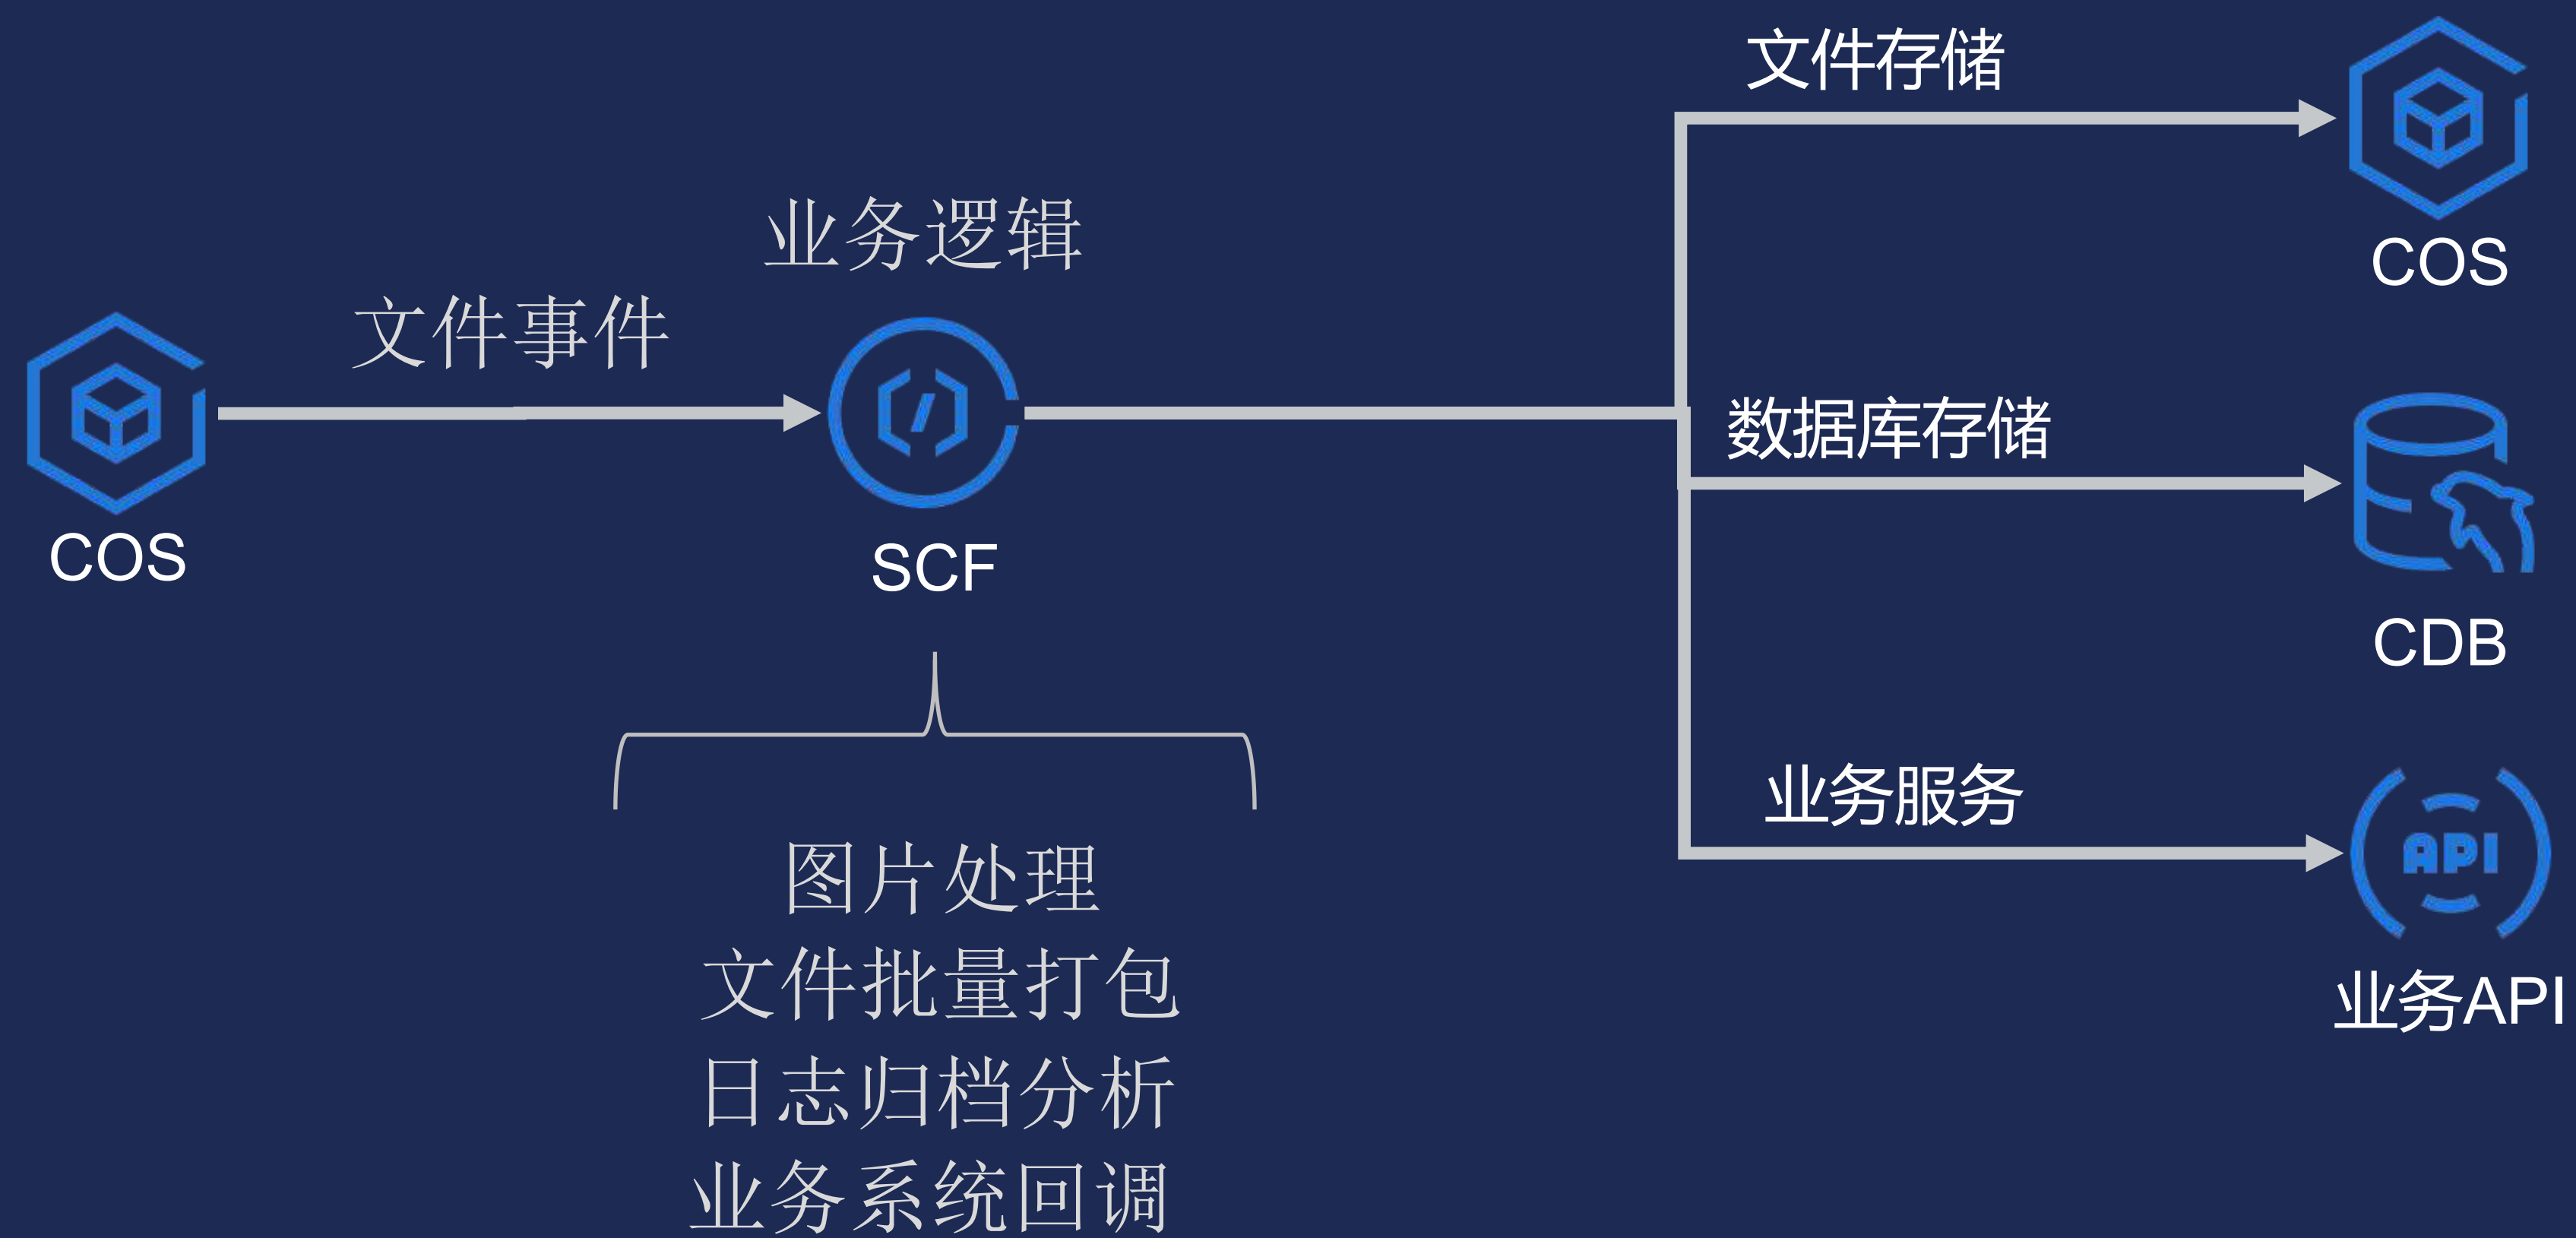 文件存储
COS
业务逻辑
文件事件
COS
SCF
数据库存储
CDB
业务服务
API
业务API
图片处理
文件批量打包
日志归档分析
业务系统回调